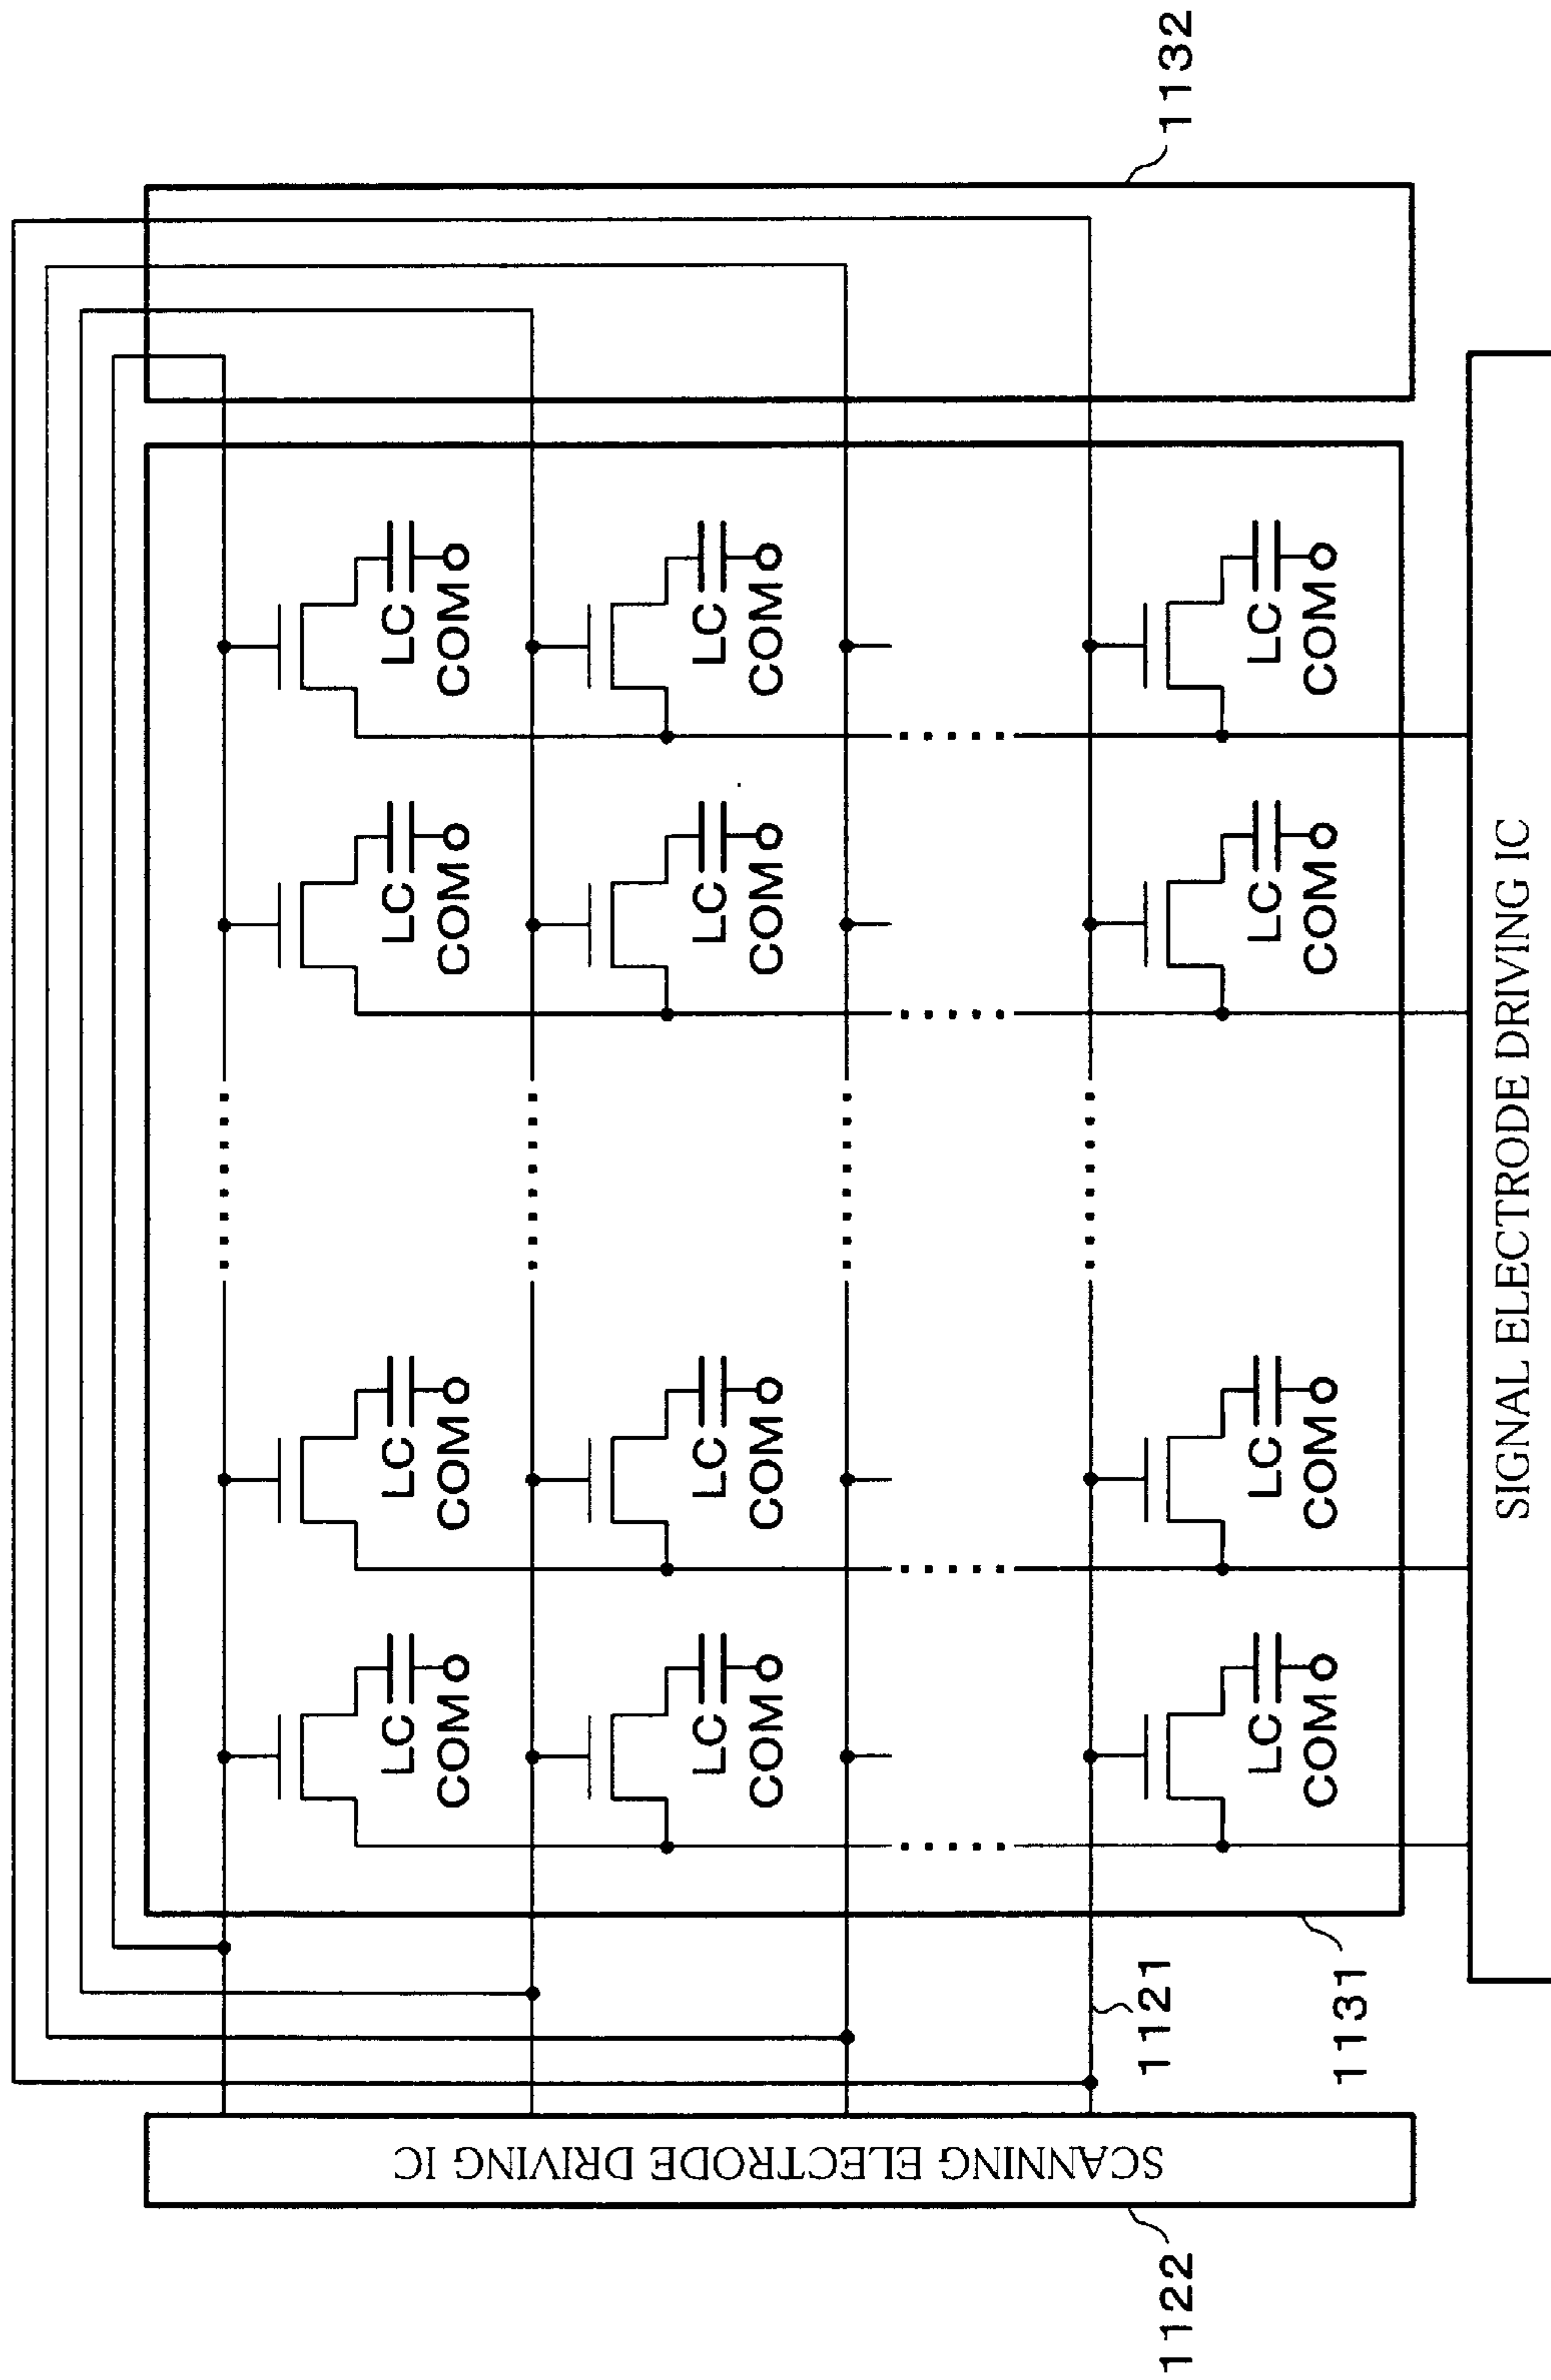 SCANNING ELECTRODE DRIVING IC
LC LC LC LC
COM COM COM COM
LC LC LC LC
COM COM COM COM
1121
1122
1132
LC LC LC LC
COM COM COM COM
1131
SIGNAL ELECTRODE DRIVING IC